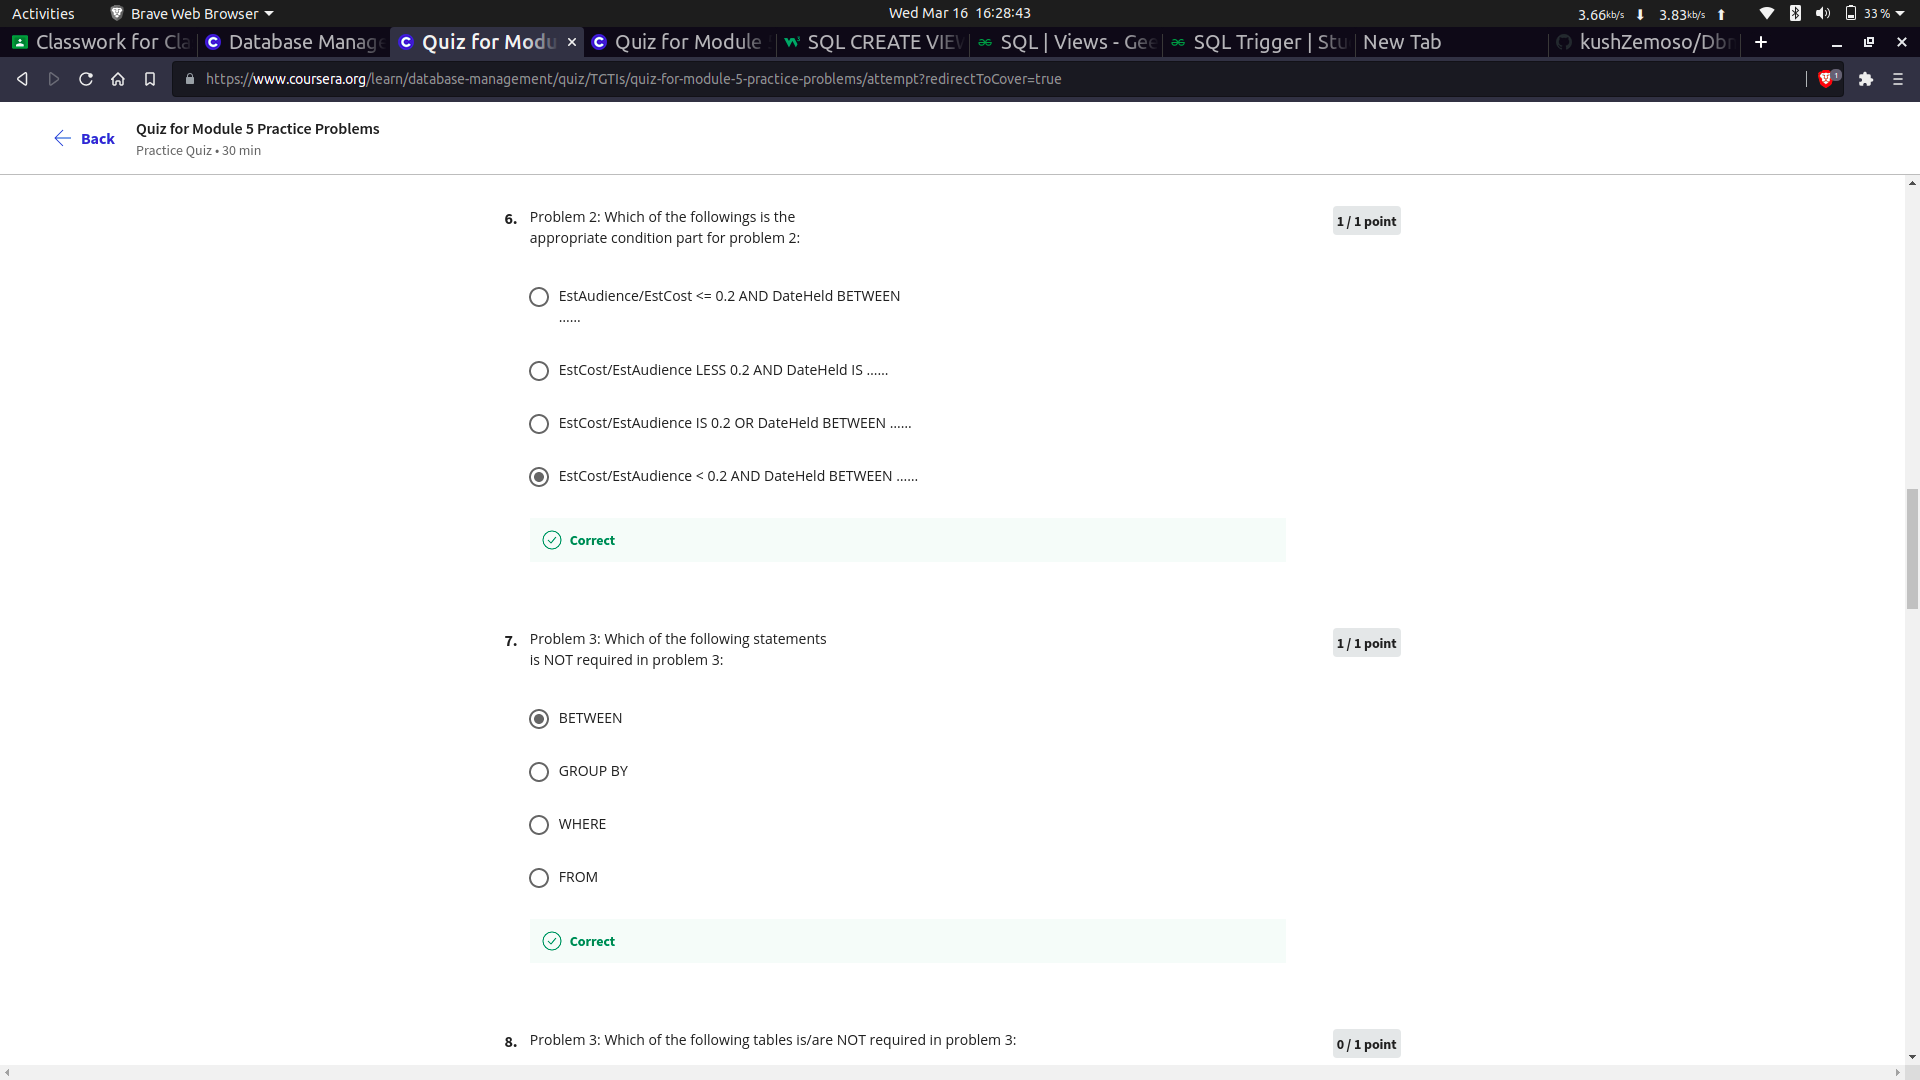 Activities
Brave Web Browser
Wed Mar 16 16:28:43
3.66kb/s 3.83kb/s
33 %
Classwork for Cla
Database Manage
Quiz for Modu
Quiz for Module
SQL CREATE VIEW
SQL | Views - Gee
SQL Trigger | Stu
New Tab
kushZemoso/Dbm
https://www.coursera.org/learn/database-management/quiz/TGTIs/quiz-for-module-5-practice-problems/attempt?redirectToCover=true
1
Back
Quiz for Module 5 Practice Problems
Practice Quiz • 30 min
6. Problem 2: Which of the followings is the
appropriate condition part for problem 2:
1 / 1 point
EstAudience/EstCost <= 0.2 AND DateHeld BETWEEN
......
EstCost/EstAudience LESS 0.2 AND DateHeld IS ......
EstCost/EstAudience IS 0.2 OR DateHeld BETWEEN ......
EstCost/EstAudience < 0.2 AND DateHeld BETWEEN ......
Correct
7. Problem 3: Which of the following statements
is NOT required in problem 3:
1 / 1 point
BETWEEN
GROUP BY
WHERE
FROM
Correct
8. Problem 3: Which of the following tables is/are NOT required in problem 3:
0 / 1 point